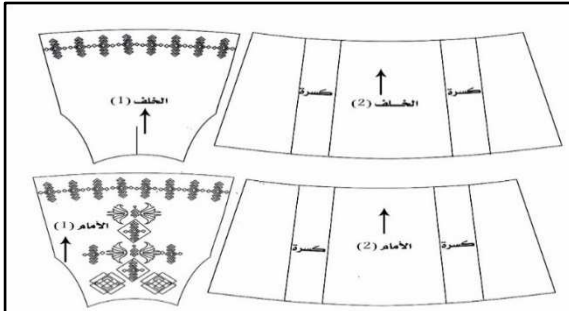 الخلف (1)
كسرة
الخلف (2)
كسرة
الأمام (1)
كسرة
الأمام (2)
كسرة